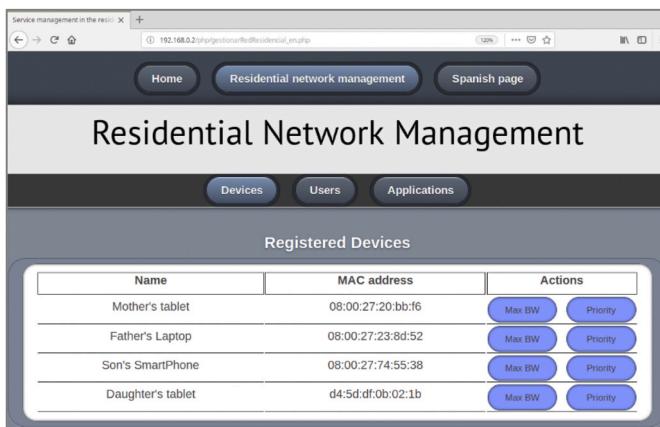 Service management in the resid
192.168.0.2/php/gestionarRedResidencial_en.php 120%
Home Residential network management Spanish page
Residential Network Management
Devices Users Applications
Registered Devices
Name MAC address Actions
Mother's tablet 08:00:27:20:bb:f6 Max BW Priority
Father's Laptop 08:00:27:23:8d:52 Max BW Priority
Son's SmartPhone 08:00:27:74:55:38 Max BW Priority
Daughter's tablet d4:5d:df:0b:02:1b Max BW Priority